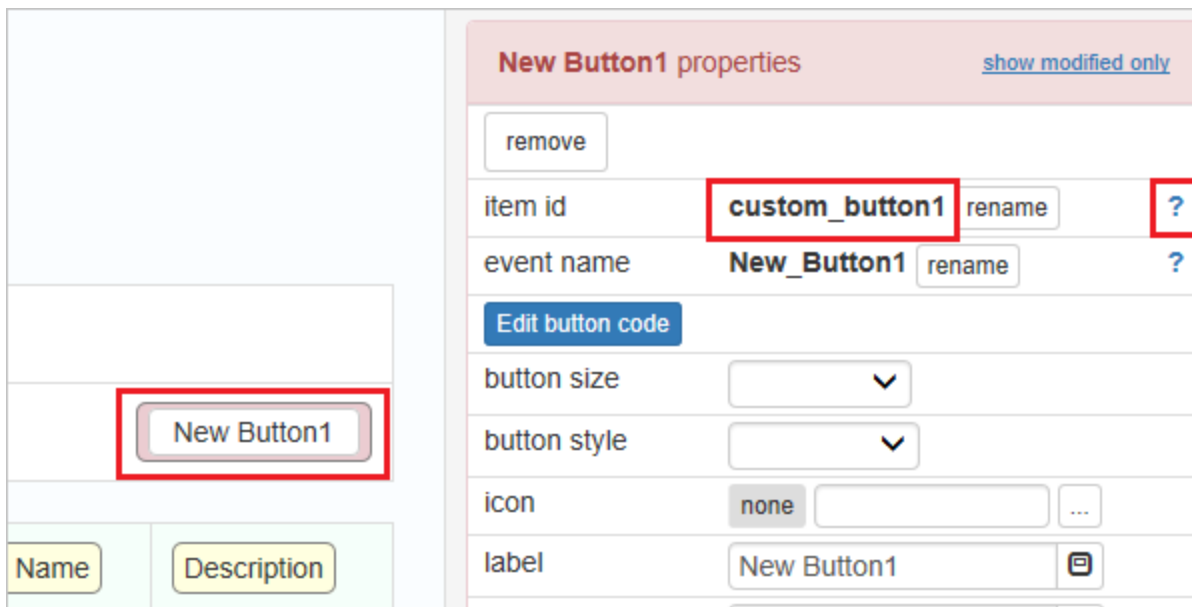 New Button1 properties show modified only
remove
item id custom_button1 rename ?
event name New_Button1 rename ?
Edit button code
button size
New Button1
button style
icon none ...
Name Description
label New Button1